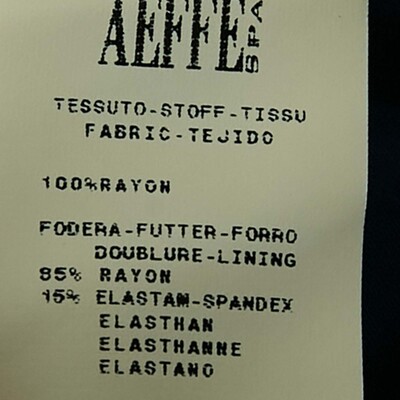 AEFFE SPA
TESSUTO-STOFF-TISSU
FABRIC-TEJIDO
100%RAYON
FODERA-FUTTER-FORRO
DOUBLURE-LINING
85% RAYON
15% ELASTAM-SPANDEX
ELASTHAN
ELASTHANNE
ELASTANO